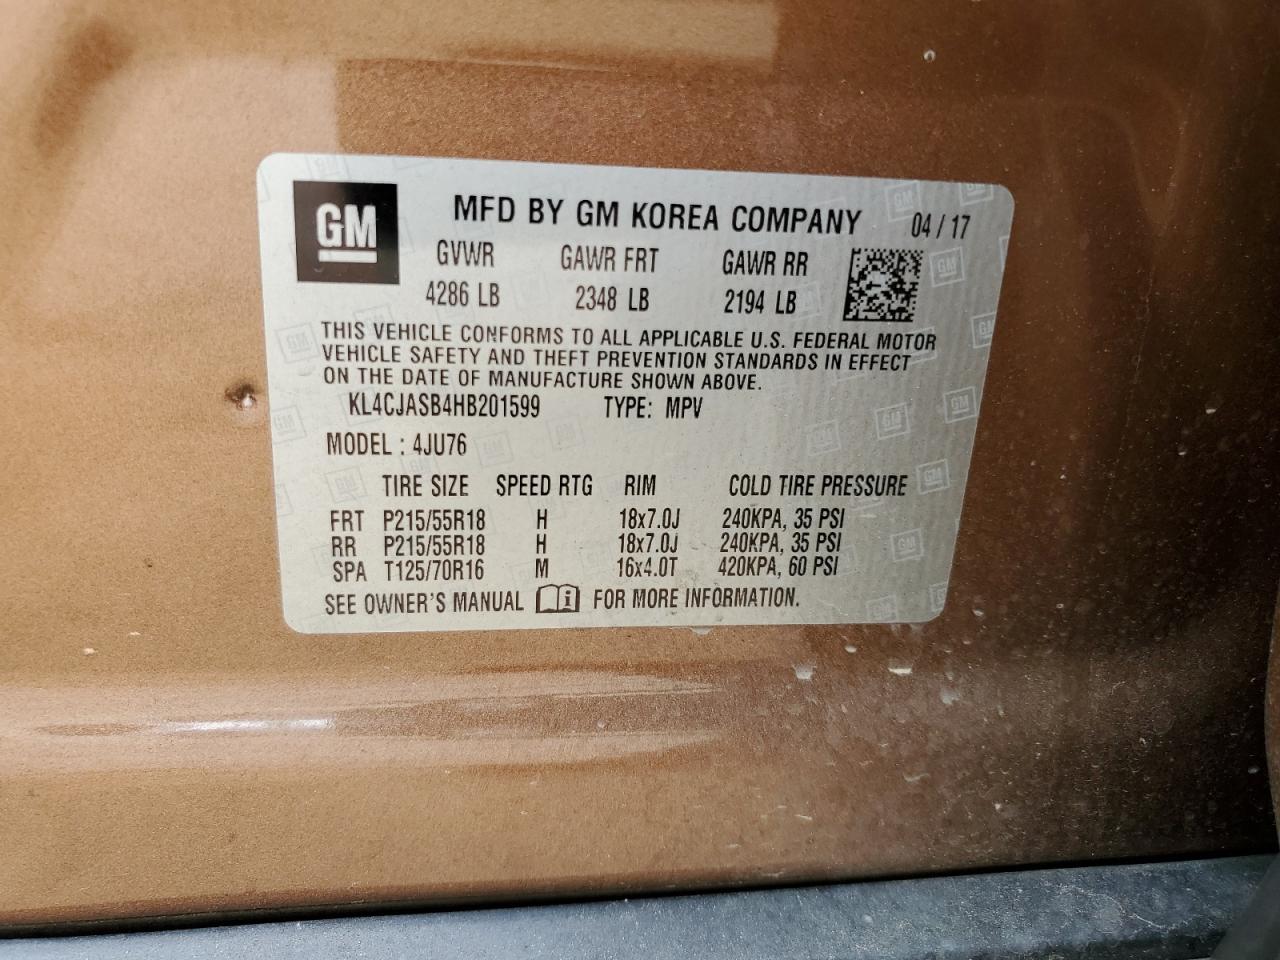 GM
MFD BY GM KOREA COMPANY 04 / 17
GVWR GAWR FRT GAWR RR
4286 LB 2348 LB 2194 LB
THIS VEHICLE CONFORMS TO ALL APPLICABLE U.S. FEDERAL MOTOR
VEHICLE SAFETY AND THEFT PREVENTION STANDARDS IN EFFECT
ON THE DATE OF MANUFACTURE SHOWN ABOVE.
KL4CJASB4HB201599 TYPE: MPV
MODEL : 4JU76
TIRE SIZE SPEED RTG RIM COLD TIRE PRESSURE
FRT P215/55R18 H 18x7.0J 240KPA, 35 PSI
RR P215/55R18 H 18x7.0J 240KPA, 35 PSI
SPA T125/70R16 M 16x4.0T 420KPA, 60 PSI
SEE OWNER'S MANUAL i FOR MORE INFORMATION.